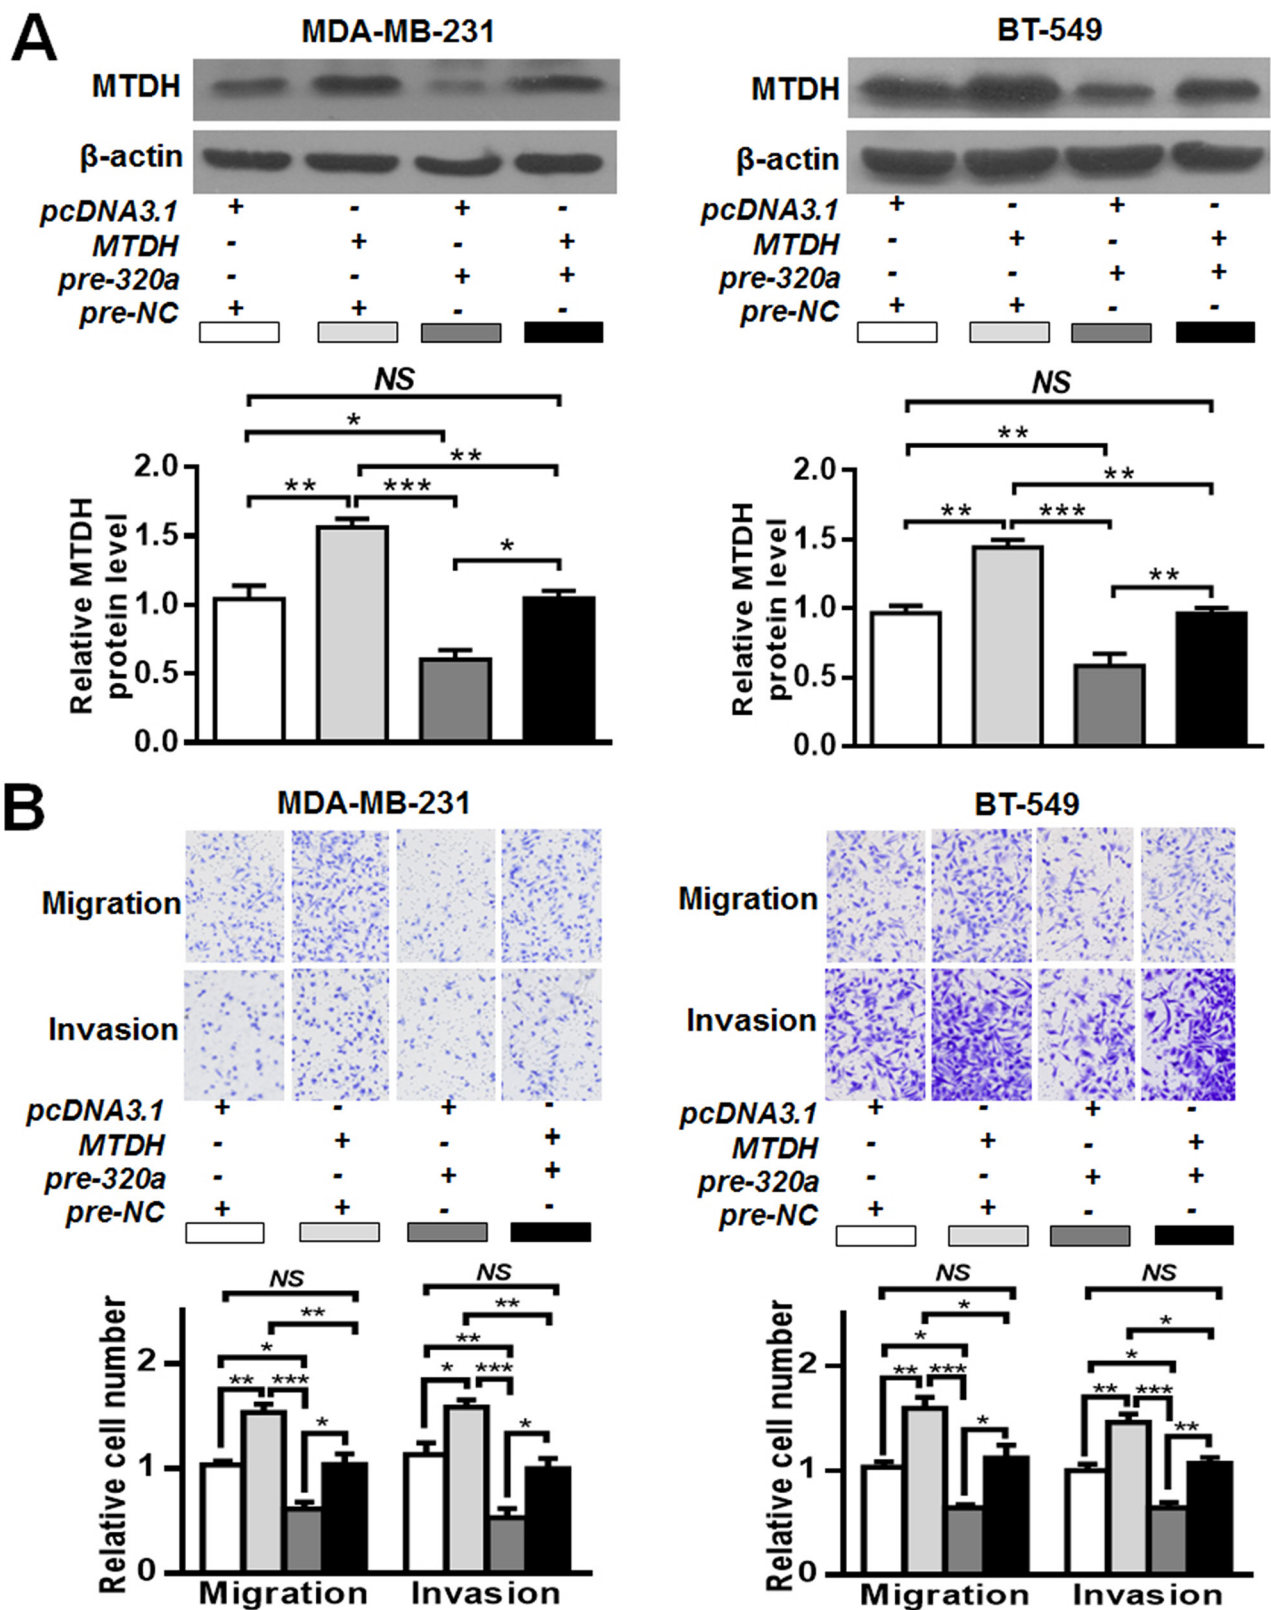 A
MDA-MB-231
BT-549
MTDH
MTDH
β-actin
β-actin
pcDNA3.1 + - + -
MTDH - + - +
pre-320a - - + +
pre-NC + + - -
pcDNA3.1 + - + -
MTDH - + - +
pre-320a - - + +
pre-NC + + - -
NS
*
**
** ***
*
2.0
1.5
1.0
0.5
0.0
Relative MTDH
protein level
NS
**
**
** ***
**
2.0
1.5
1.0
0.5
0.0
Relative MTDH
protein level
B
MDA-MB-231
BT-549
Migration
Invasion
Migration
Invasion
pcDNA3.1 + - + -
MTDH - + - +
pre-320a - - + +
pre-NC + + - -
pcDNA3.1 + - + -
MTDH - + - +
pre-320a - - + +
pre-NC + + - -
NS NS
** **
* **
** *** * ***
* *
2
1
0
Relative cell number
Migration Invasion
NS NS
* *
* *
** *** ** ***
* **
2
1
0
Relative cell number
Migration Invasion